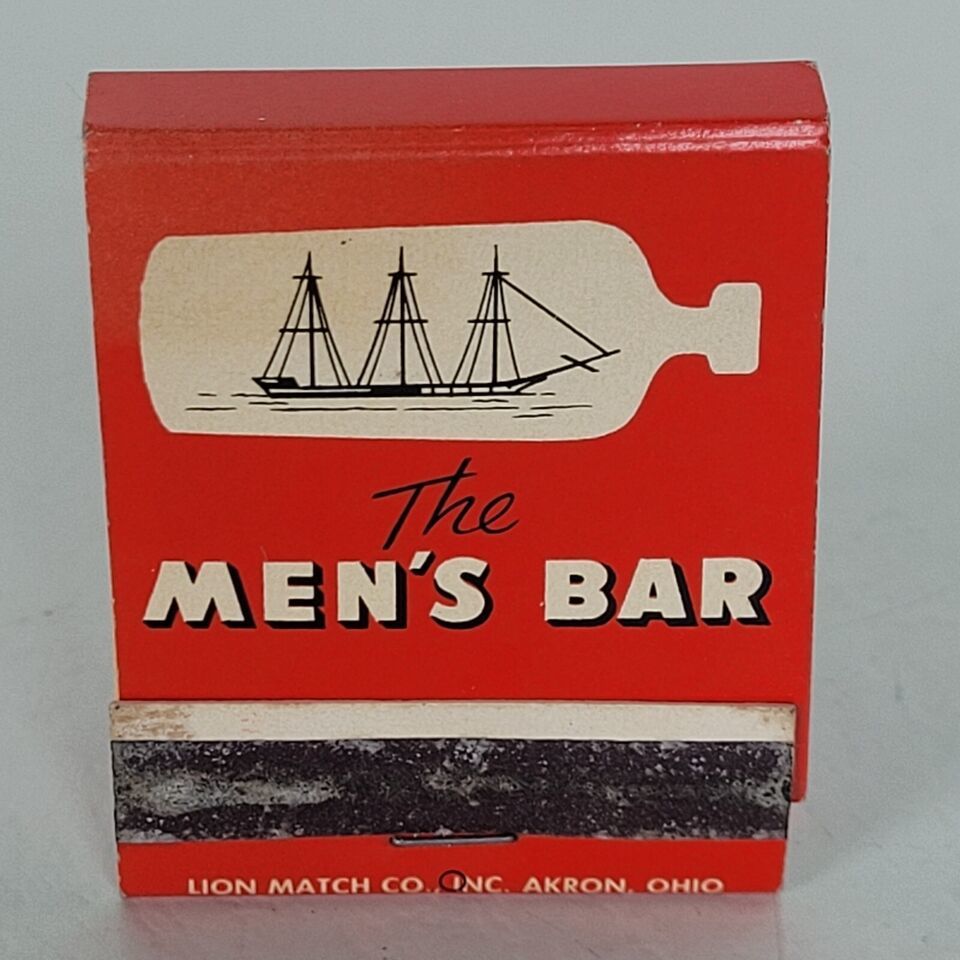 The
MEN'S BAR
LION MATCH CO., INC. AKRON, OHIO